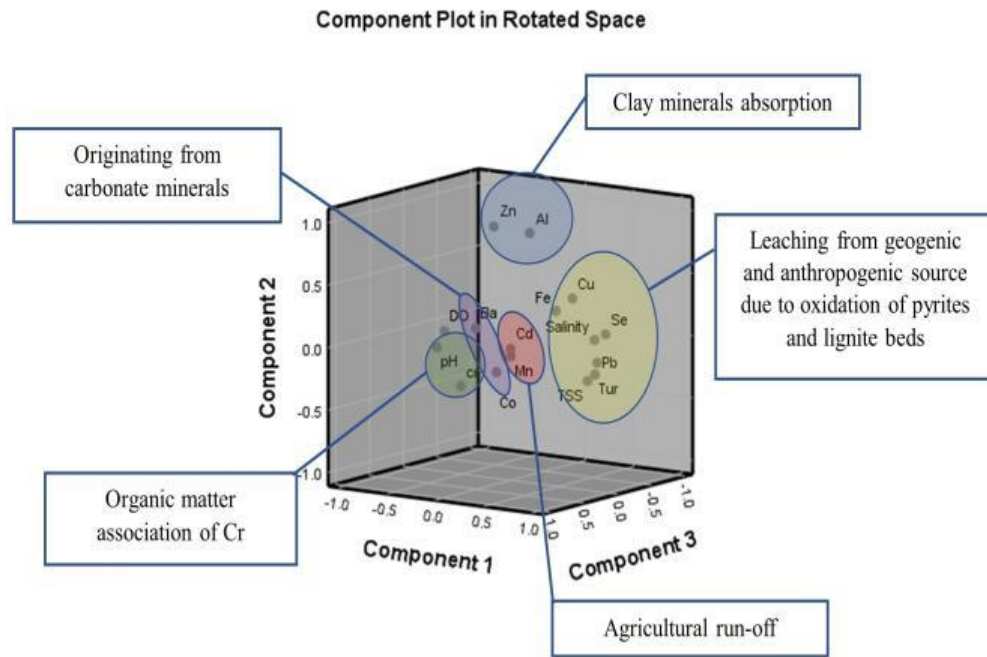 Component Plot in Rotated Space
Clay minerals absorption
Originating from
carbonate minerals
Leaching from geogenic
and anthropogenic source
due to oxidation of pyrites
and lignite beds
Organic matter
association of Cr
Agricultural run-off
Component 2
1.0
0.5
0.0
-0.5
-1.0
Zn
Al
Fe
Cu
Salinity
Se
Pb
TSS
Tur
DO
Ba
Cd
Mn
pH
Co
-1.0
-0.5
0.0
0.5
1.0
Component 1
1.0
0.5
0.0
-0.5
-1.0
Component 3